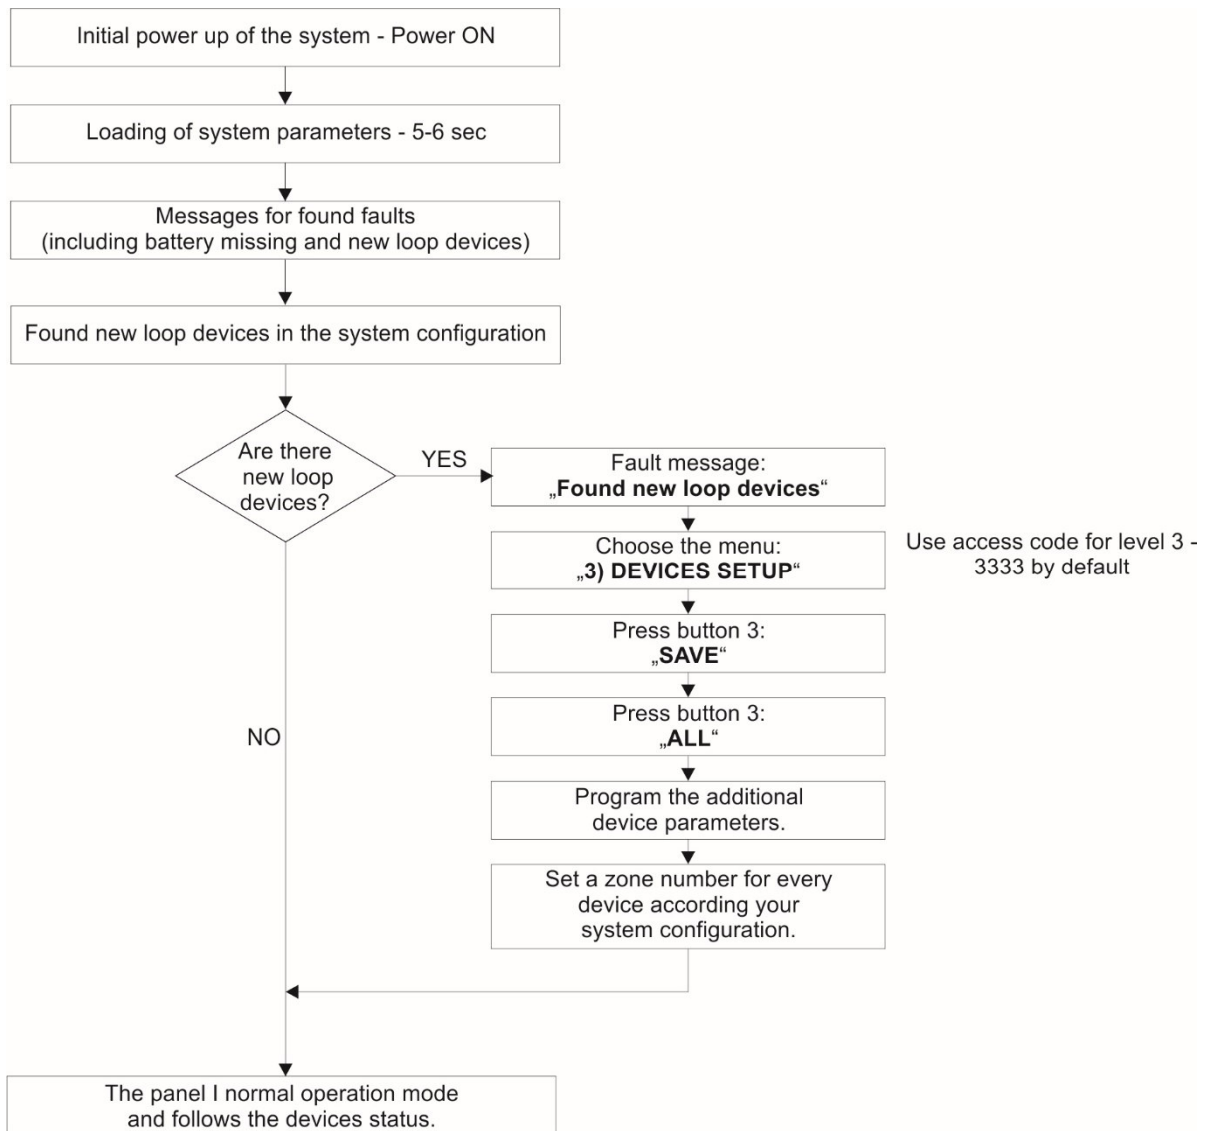 Initial power up of the system - Power ON
Loading of system parameters - 5-6 sec
Messages for found faults
(including battery missing and new loop devices)
Found new loop devices in the system configuration
Are there
new loop
devices?
YES
Fault message:
„Found new loop devices“
Choose the menu:
„3) DEVICES SETUP“
Use access code for level 3 -
3333 by default
Press button 3:
„SAVE“
Press button 3:
„ALL“
NO
Program the additional
device parameters.
Set a zone number for every
device according your
system configuration.
The panel I normal operation mode
and follows the devices status.